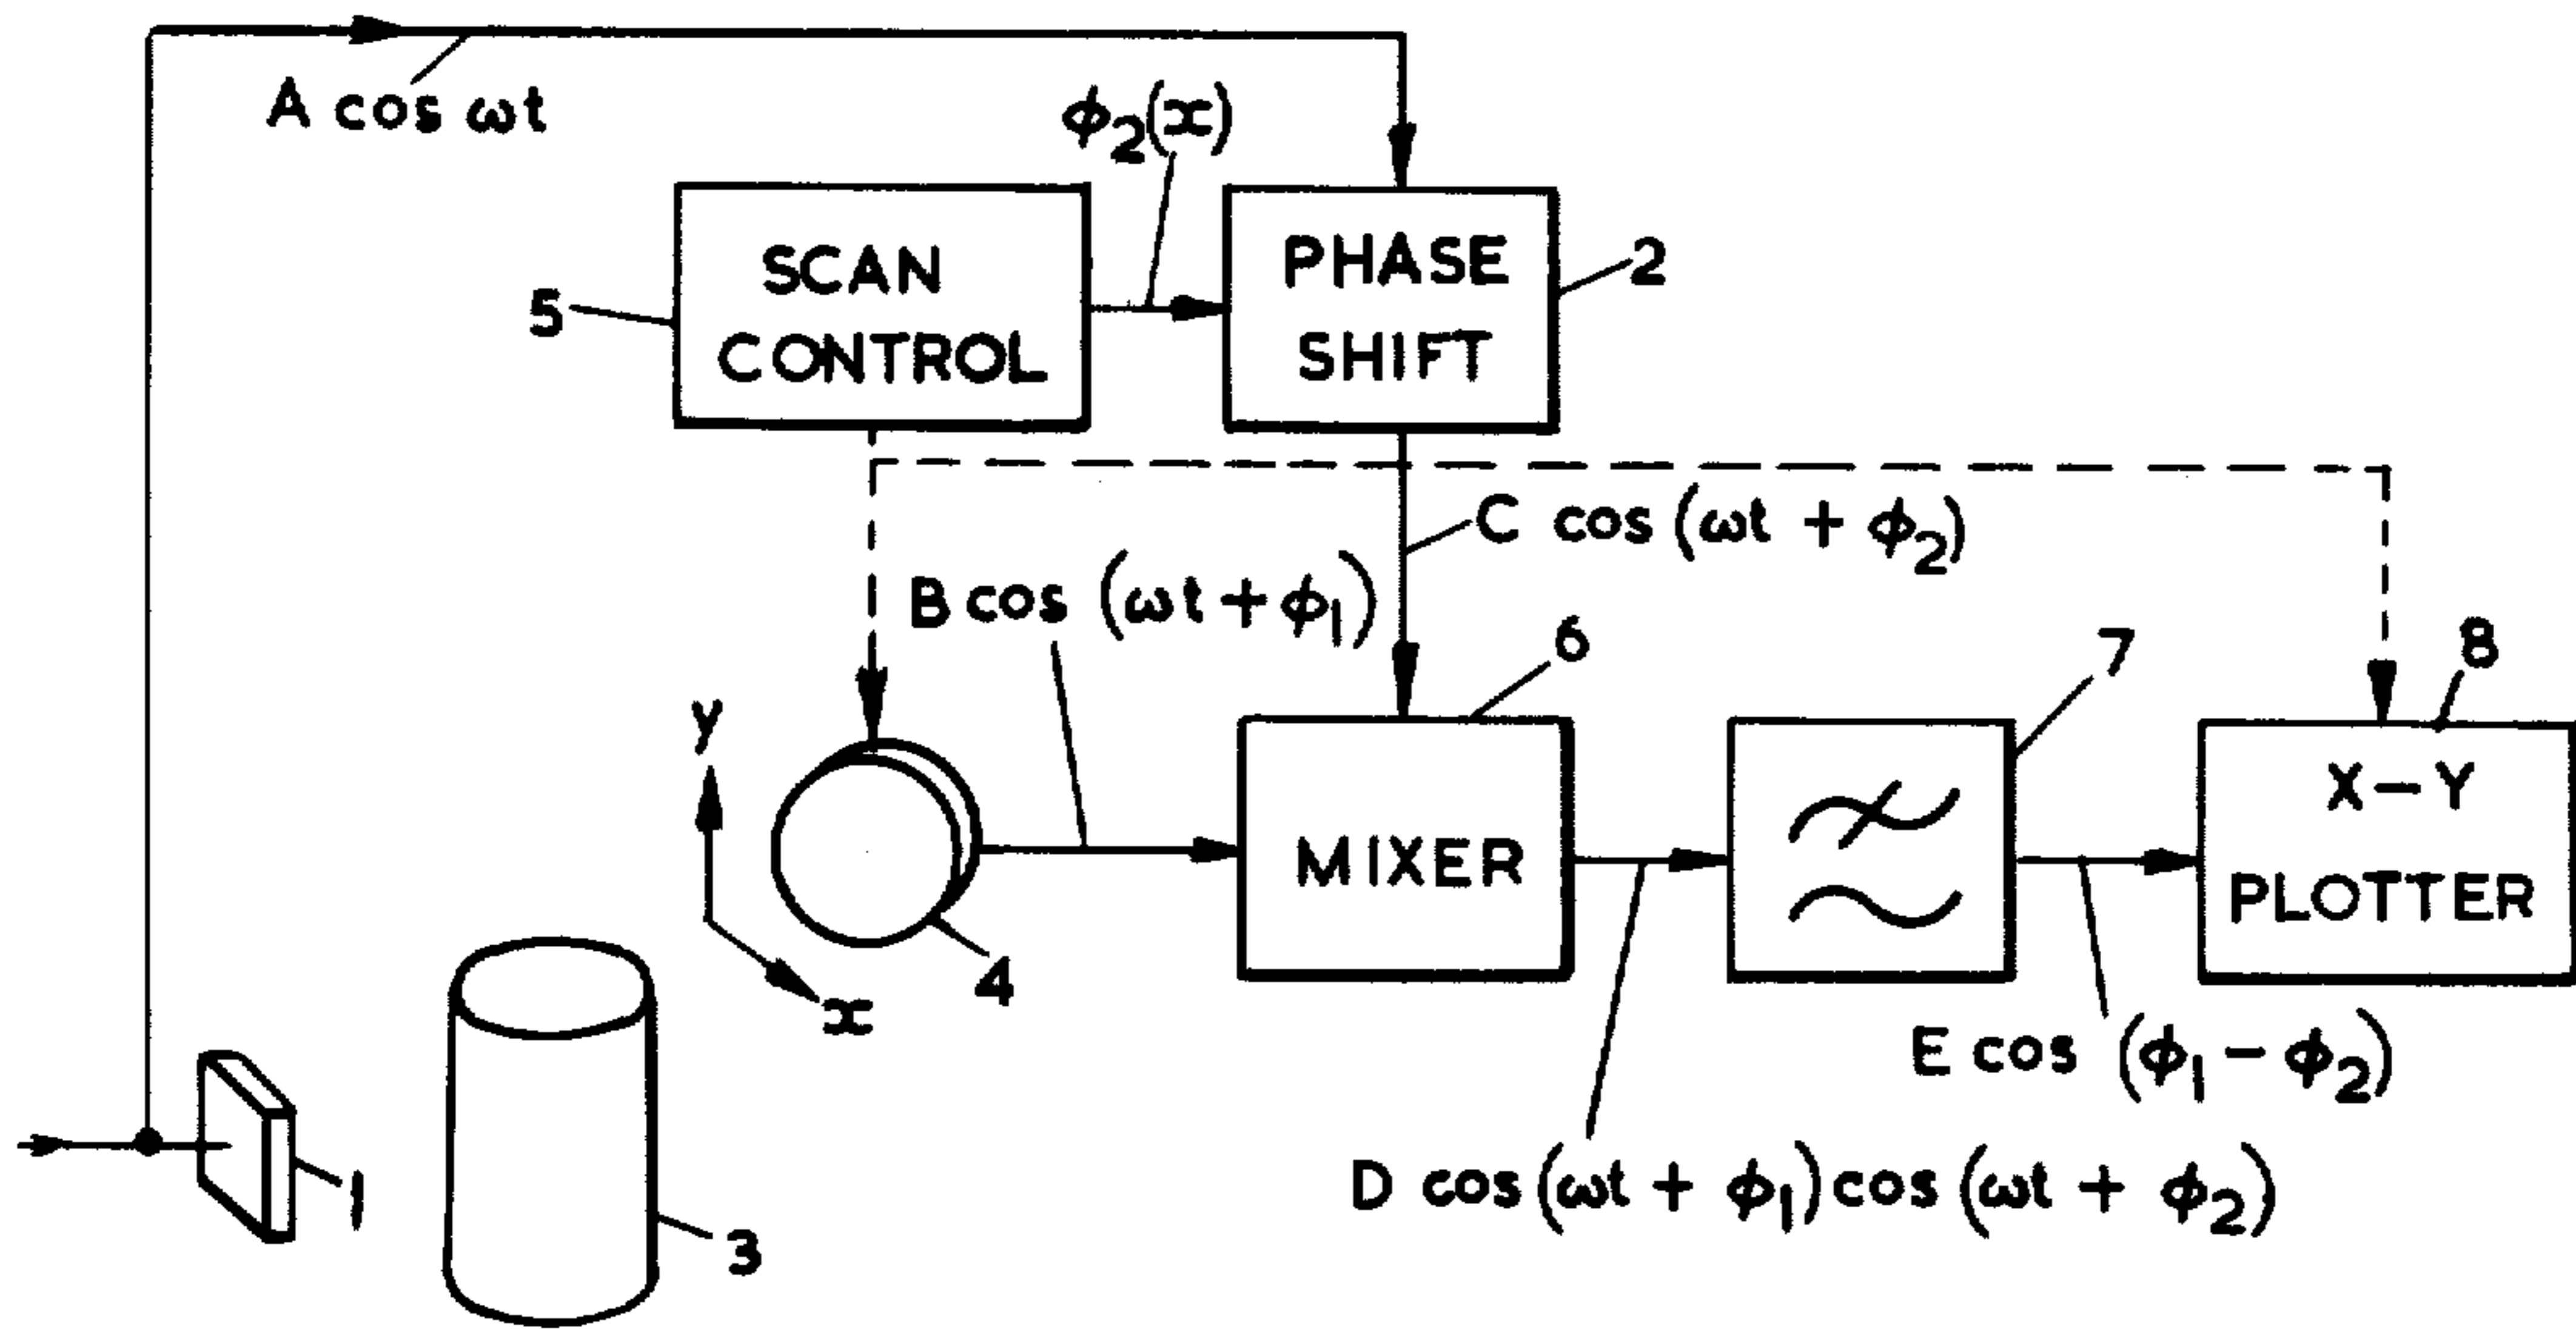 A cos ωt
ϕ₂(x)
SCAN
CONTROL
PHASE
SHIFT
2
5
C cos (ωt + ϕ₂)
B cos (ωt + ϕ₁)
6
7
8
y
X-Y
PLOTTER
MIXER
4
x
E cos (ϕ₁ - ϕ₂)
D cos (ωt + ϕ₁) cos (ωt + ϕ₂)
1
3